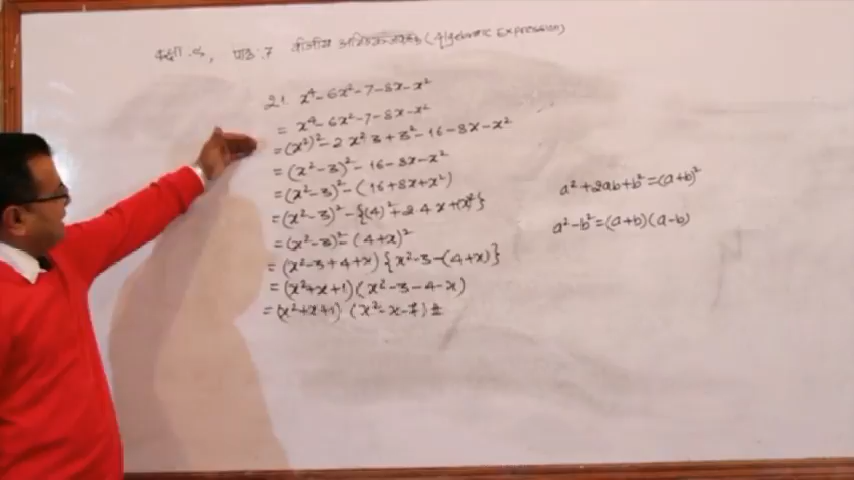 कक्षा : ९, पाठ : 7 बीजीय अभिव्यञ्जक (Algebraic Expression)
21. x⁴-6x²-7-8x-x²
= x⁴-6x²-7-8x-x²
= (x²)²-2 x² 3+3²-16-8x-x²
= (x²-3)²-16-8x-x²
= (x²-3)²-(16+8x+x²)
= (x²-3)²-{(4)²+2 4 x+(x)²}
= (x²-3)²-(4+x)²
= (x²-3+4+x){x²-3-(4+x)}
= (x²+x+1)(x²-3-4-x)
= (x²+x+1) (x²-x-7) #
a²+2ab+b²=(a+b)²
a²-b²=(a+b)(a-b)